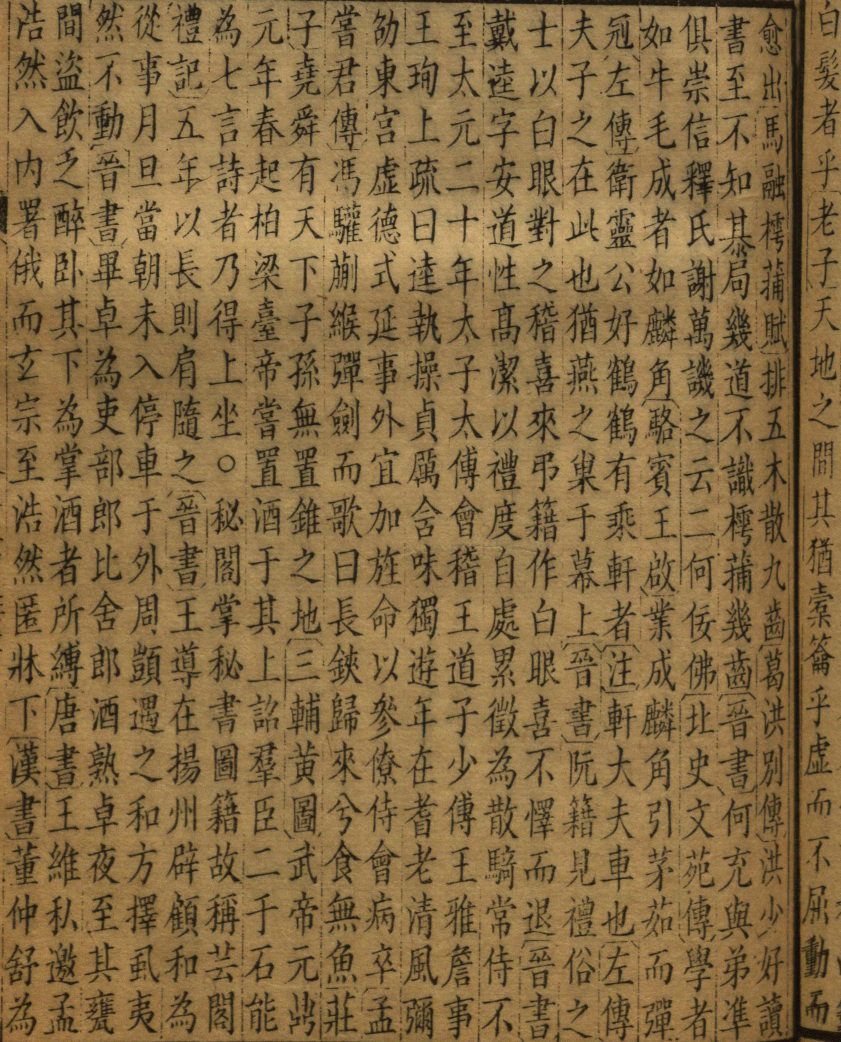 白髮者乎老子天地之間其猶橐籥乎虛而不屈動而
愈出馬融樗蒱賦排五木散九齒葛洪別傳洪少好讀
書至不知棊局幾道不識樗蒱幾齒晉書何充與弟準
俱崇信釋氏謝萬譏之云二何佞佛北史文苑傳學者
如牛毛成者如麟角駱賓王啟業成麟角引茅茹而彈
冠左傳衛靈公好鶴鶴有乘軒者注軒大夫車也左傳
夫子之在此也猶燕之巢于幕上晉書阮籍見禮俗之
士以白眼對之稽喜來弔籍作白眼喜不懌而退晉書
戴逵字安道性高潔以禮度自處累徵為散騎常侍不
至太元二十年太子太傅會稽王道子少傅王雅詹事
王珣上疏曰逵執操貞厲含味獨遊年在耆老清風彌
劭東宮虛德式延事外宜加旌命以參僚侍會病卒孟
嘗君傳馮驩蒯緱彈劍而歌曰長鋏歸來兮食無魚莊
子堯舜有天下子孫無置錐之地三輔黃圖武帝元鼎
元年春起柏梁臺帝嘗置酒于其上詔羣臣二千石能
為七言詩者乃得上坐○秘閣掌秘書圖籍故稱芸閣
禮記五年以長則肩隨之晉書王導在揚州辟顧和為
從事月旦當朝未入停車于外周顗遇之和方擇虱夷
然不動晉書畢卓為吏部郎比舍郎酒熟卓夜至其甕
間盜飲之醉卧其下為掌酒者所縛唐書王維私邀孟
浩然入内署俄而玄宗至浩然匿牀下漢書董仲舒為